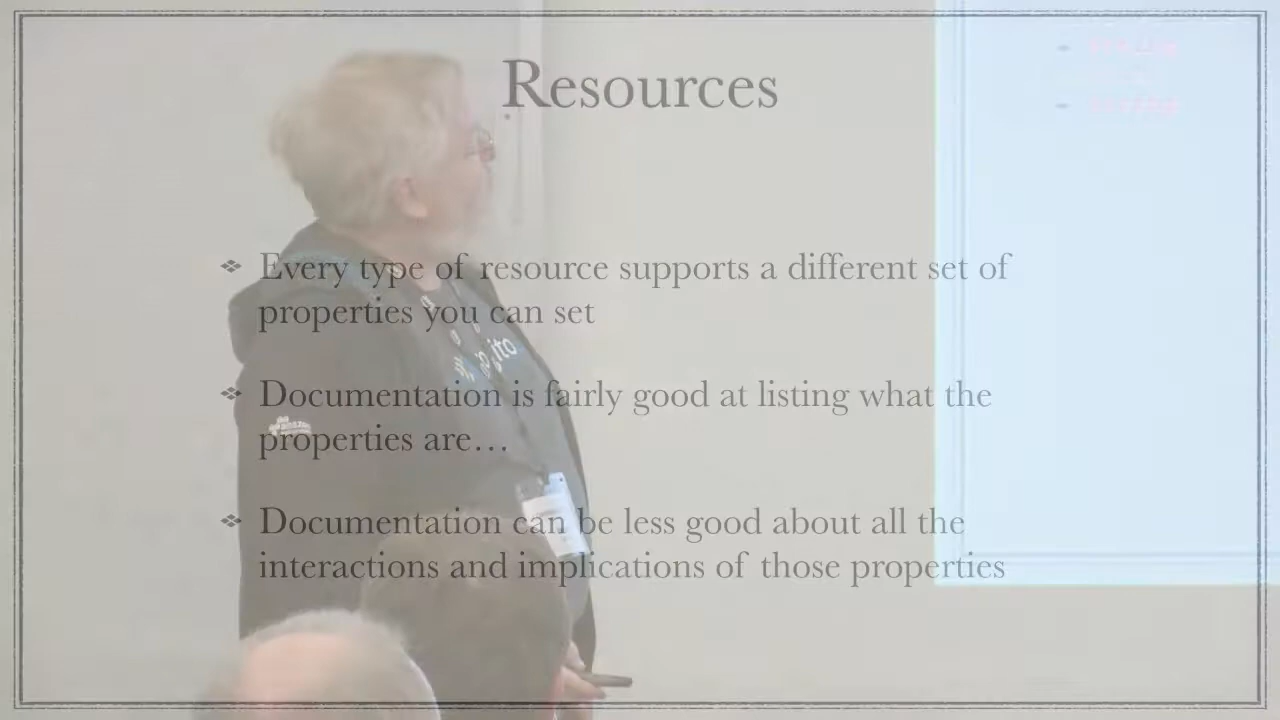 Resources
Every type of resource supports a different set of
properties you can set
Documentation is fairly good at listing what the
properties are…
Documentation can be less good about all the
interactions and implications of those properties